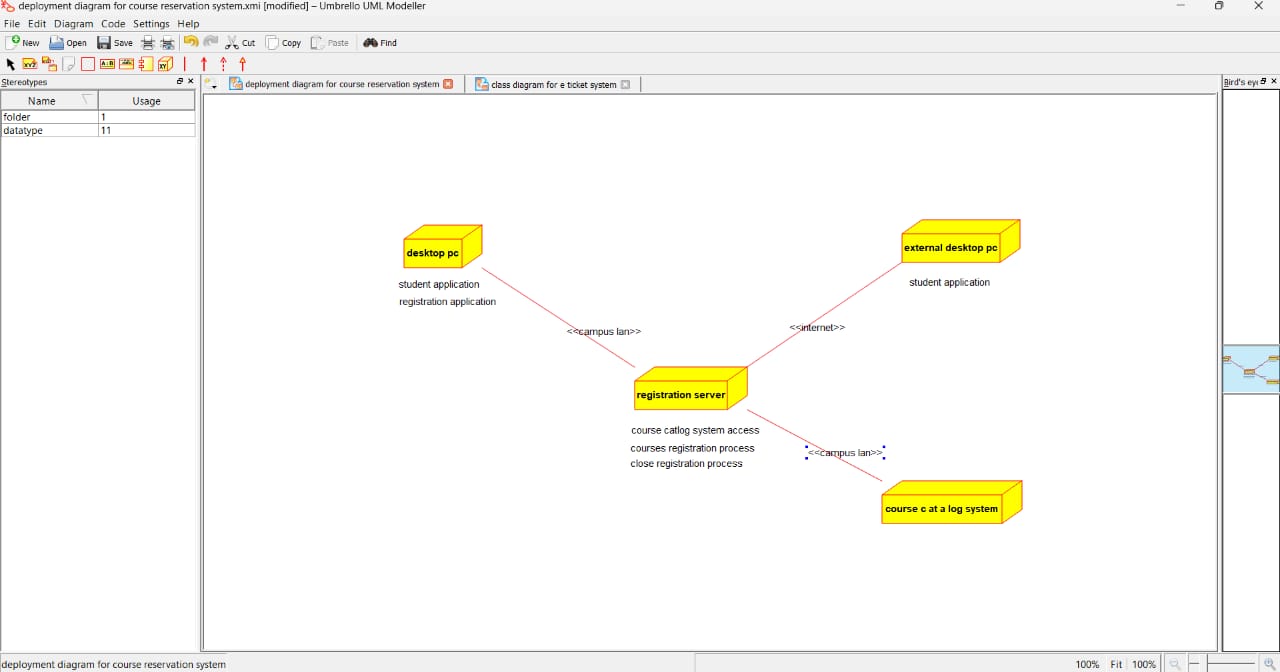 deployment diagram for course reservation system.xmi [modified] – Umbrello UML Modeller
File Edit Diagram Code Settings Help
New Open Save Cut Copy Paste Find
Stereotypes
deployment diagram for course reservation system
class diagram for e ticket system
Bird's eye
Name Usage
folder 1
datatype 11
desktop pc
external desktop pc
student application
registration application
student application
<<campus lan>>
<<internet>>
registration server
course catlog system access
courses registration process
close registration process
<<campus lan>>
course c at a log system
deployment diagram for course reservation system
100% Fit 100%